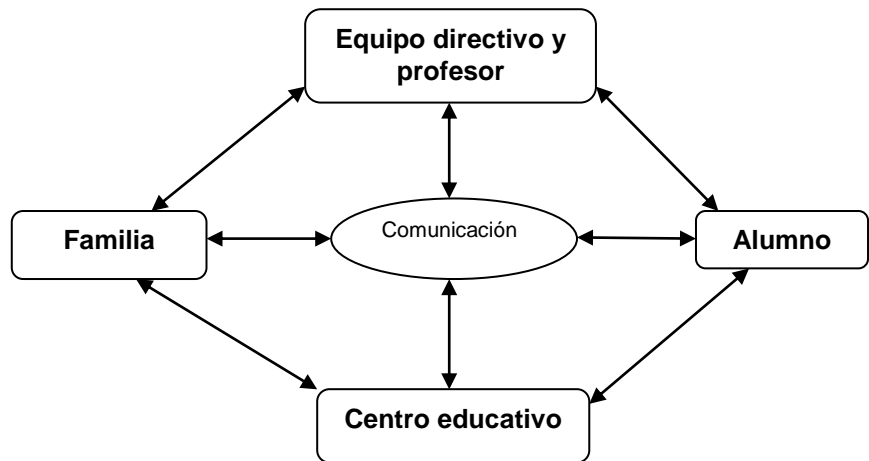 Equipo directivo y
profesor
Familia
Comunicación
Alumno
Centro educativo